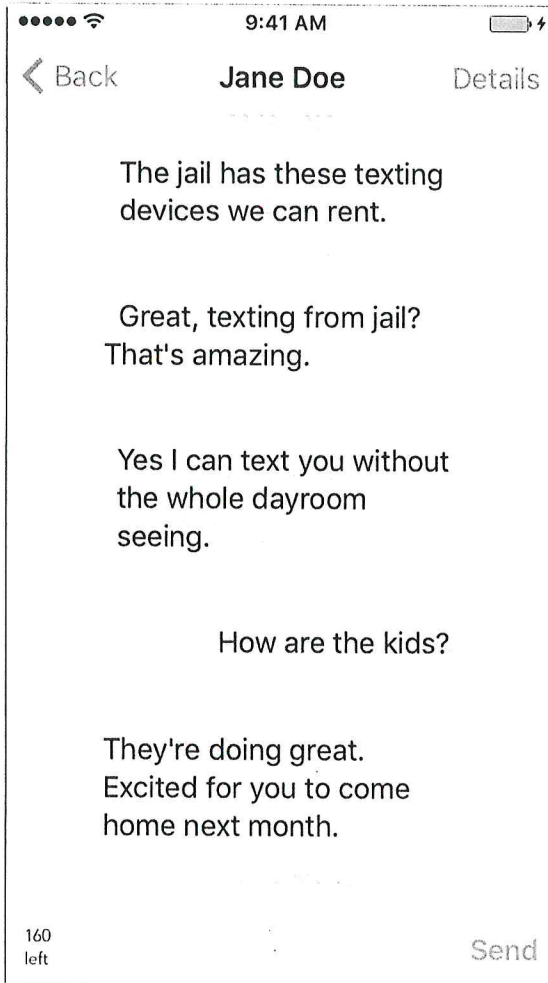 9:41 AM
Back Jane Doe Details
The jail has these texting
devices we can rent.
Great, texting from jail?
That's amazing.
Yes I can text you without
the whole dayroom
seeing.
How are the kids?
They're doing great.
Excited for you to come
home next month.
160
left
Send